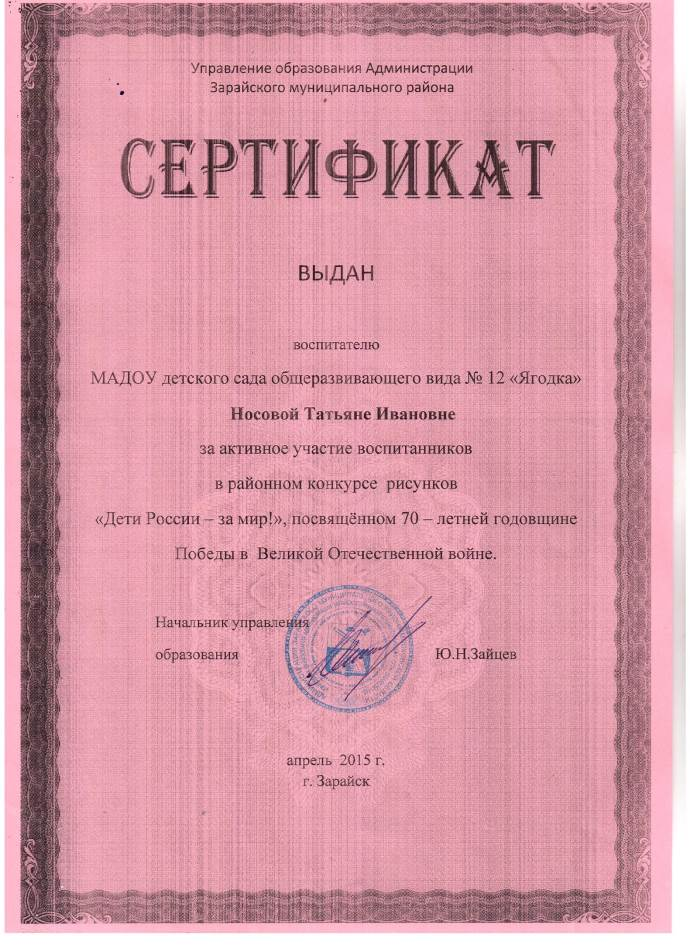 Управление образования Администрации
Зарайского муниципального района
СЕРТИФИКАТ
ВЫДАН
воспитателю
МАДОУ детского сада общеразвивающего вида № 12 «Ягодка»
Носовой Татьяне Ивановне
за активное участие воспитанников
в районном конкурсе рисунков
«Дети России – за мир!», посвящённом 70 – летней годовщине
Победы в Великой Отечественной войне.
Начальник управления
образования Ю.Н.Зайцев
апрель 2015 г.
г. Зарайск